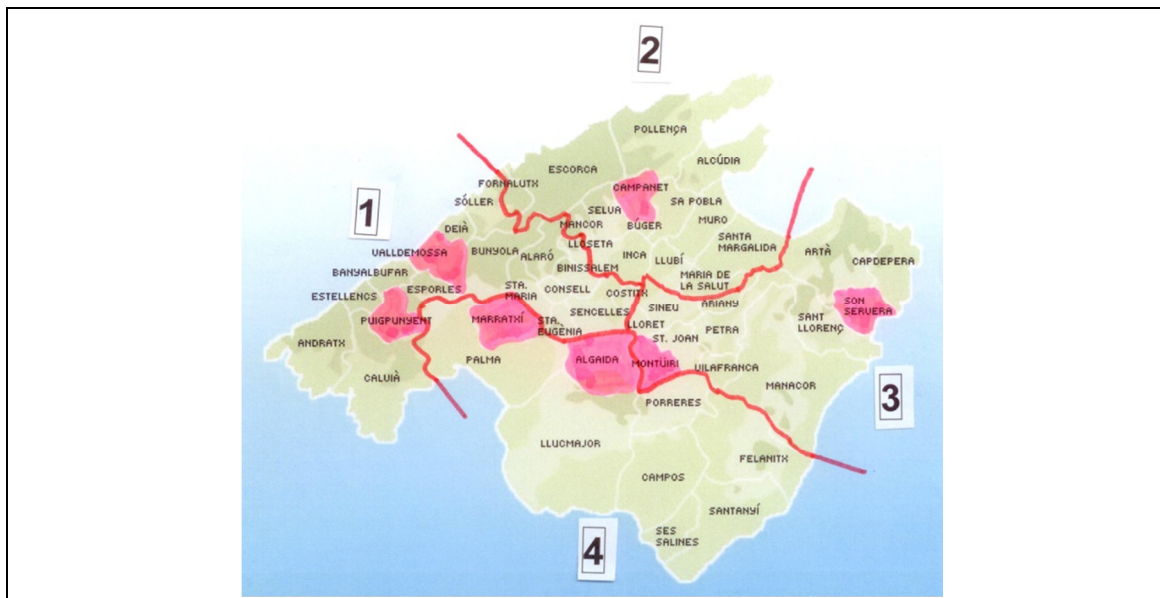 2
POLLENÇA
ALCÚDIA
ESCORCA
FORNALUTX
CAMPANET
SÓLLER
SA POBLA
SELVA
1
MANCOR
BÚGER
MURO
DEIÀ
SANTA
MARGALIDA
LLOSETA
VALLDEMOSSA
BUNYOLA
ALARÓ
INCA
LLUBÍ
ARTÀ
CAPDEPERA
BINISSALEM
BANYALBUFAR
MARIA DE
LA SALUT
ESTELLENCS
ESPORLES
STA.
MARIA
CONSELL
COSTITX
ARIANY
SON
SERVERA
PUIGPUNYENT
MARRATXÍ
SENCELLES
SINEU
SANT
LLORENÇ
STA.
EUGÈNIA
LLORET
PETRA
ST. JOAN
ANDRATX
PALMA
ALGAIDA
MONTÜIRI
VILAFRANCA
CALVIÀ
MANACOR
3
PORRERES
LLUCMAJOR
FELANITX
CAMPOS
SANTANYÍ
SES
SALINES
4